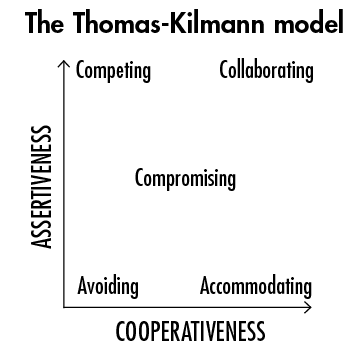 The Thomas-Kilmann model
Competing
Collaborating
ASSERTIVENESS
Compromising
Avoiding
Accommodating
COOPERATIVENESS